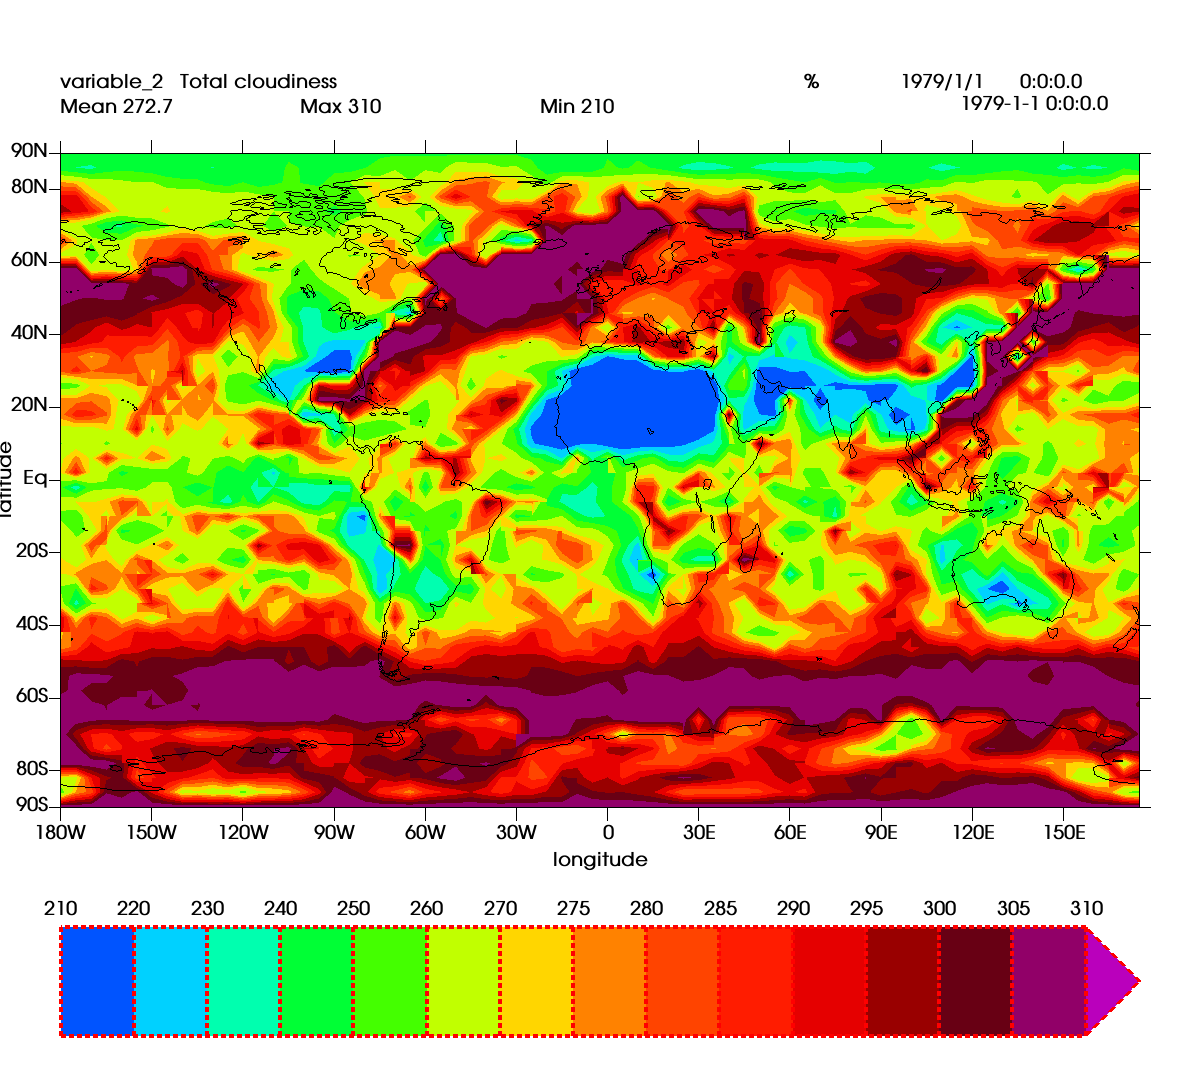 variable_2 Total cloudiness % 1979/1/1 0:0:0.0
Mean 272.7 Max 310 Min 210 1979-1-1 0:0:0.0
90N
80N
60N
40N
20N
Eq
20S
40S
60S
80S
90S
latitude
180W 150W 120W 90W 60W 30W 0 30E 60E 90E 120E 150E
longitude
210 220 230 240 250 260 270 275 280 285 290 295 300 305 310